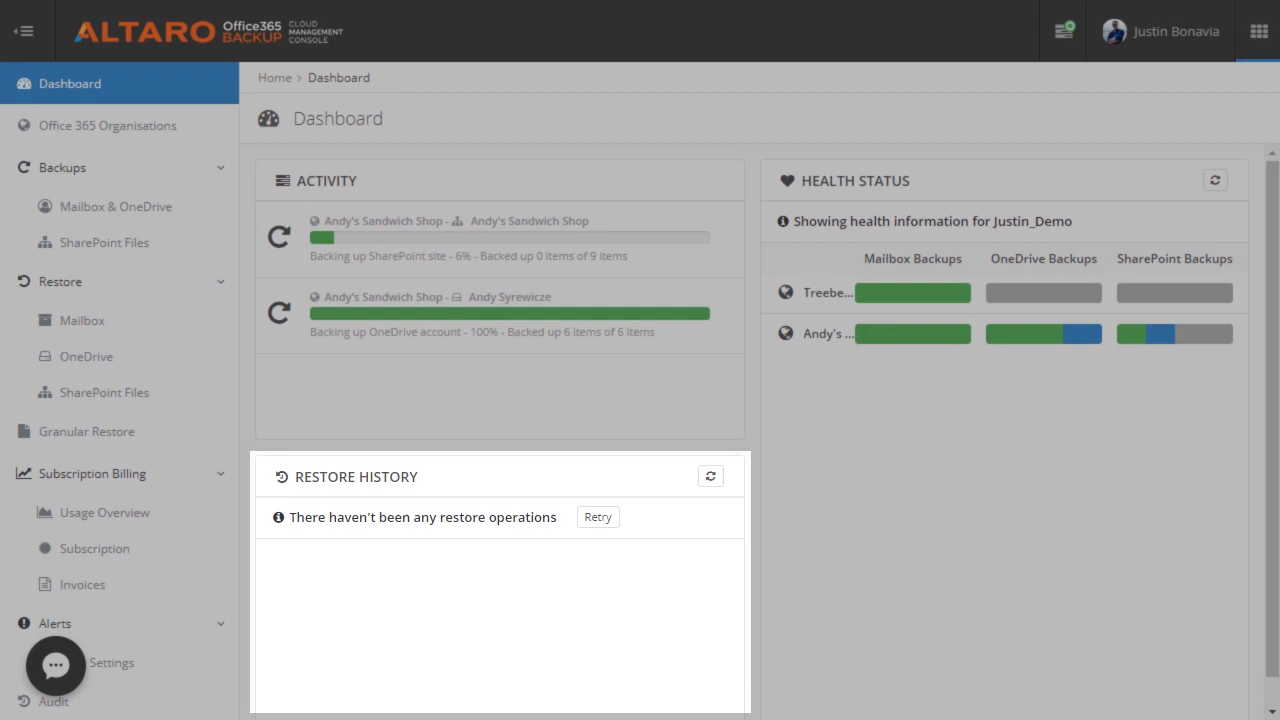 ALTARO Office365 BACKUP CLOUD MANAGEMENT CONSOLE
Justin Bonavia
Dashboard
Office 365 Organisations
Backups
Mailbox & OneDrive
SharePoint Files
Restore
Mailbox
OneDrive
SharePoint Files
Granular Restore
Subscription Billing
Usage Overview
Subscription
Invoices
Alerts
Settings
Audit
Home > Dashboard
Dashboard
ACTIVITY
Andy's Sandwich Shop - Andy's Sandwich Shop
Backing up SharePoint site - 6% - Backed up 0 items of 9 items
Andy's Sandwich Shop - Andy Syrewicze
Backing up OneDrive account - 100% - Backed up 6 items of 6 items
RESTORE HISTORY
There haven't been any restore operations Retry
HEALTH STATUS
Showing health information for Justin_Demo
Mailbox Backups OneDrive Backups SharePoint Backups
Treebe...
Andy's ...